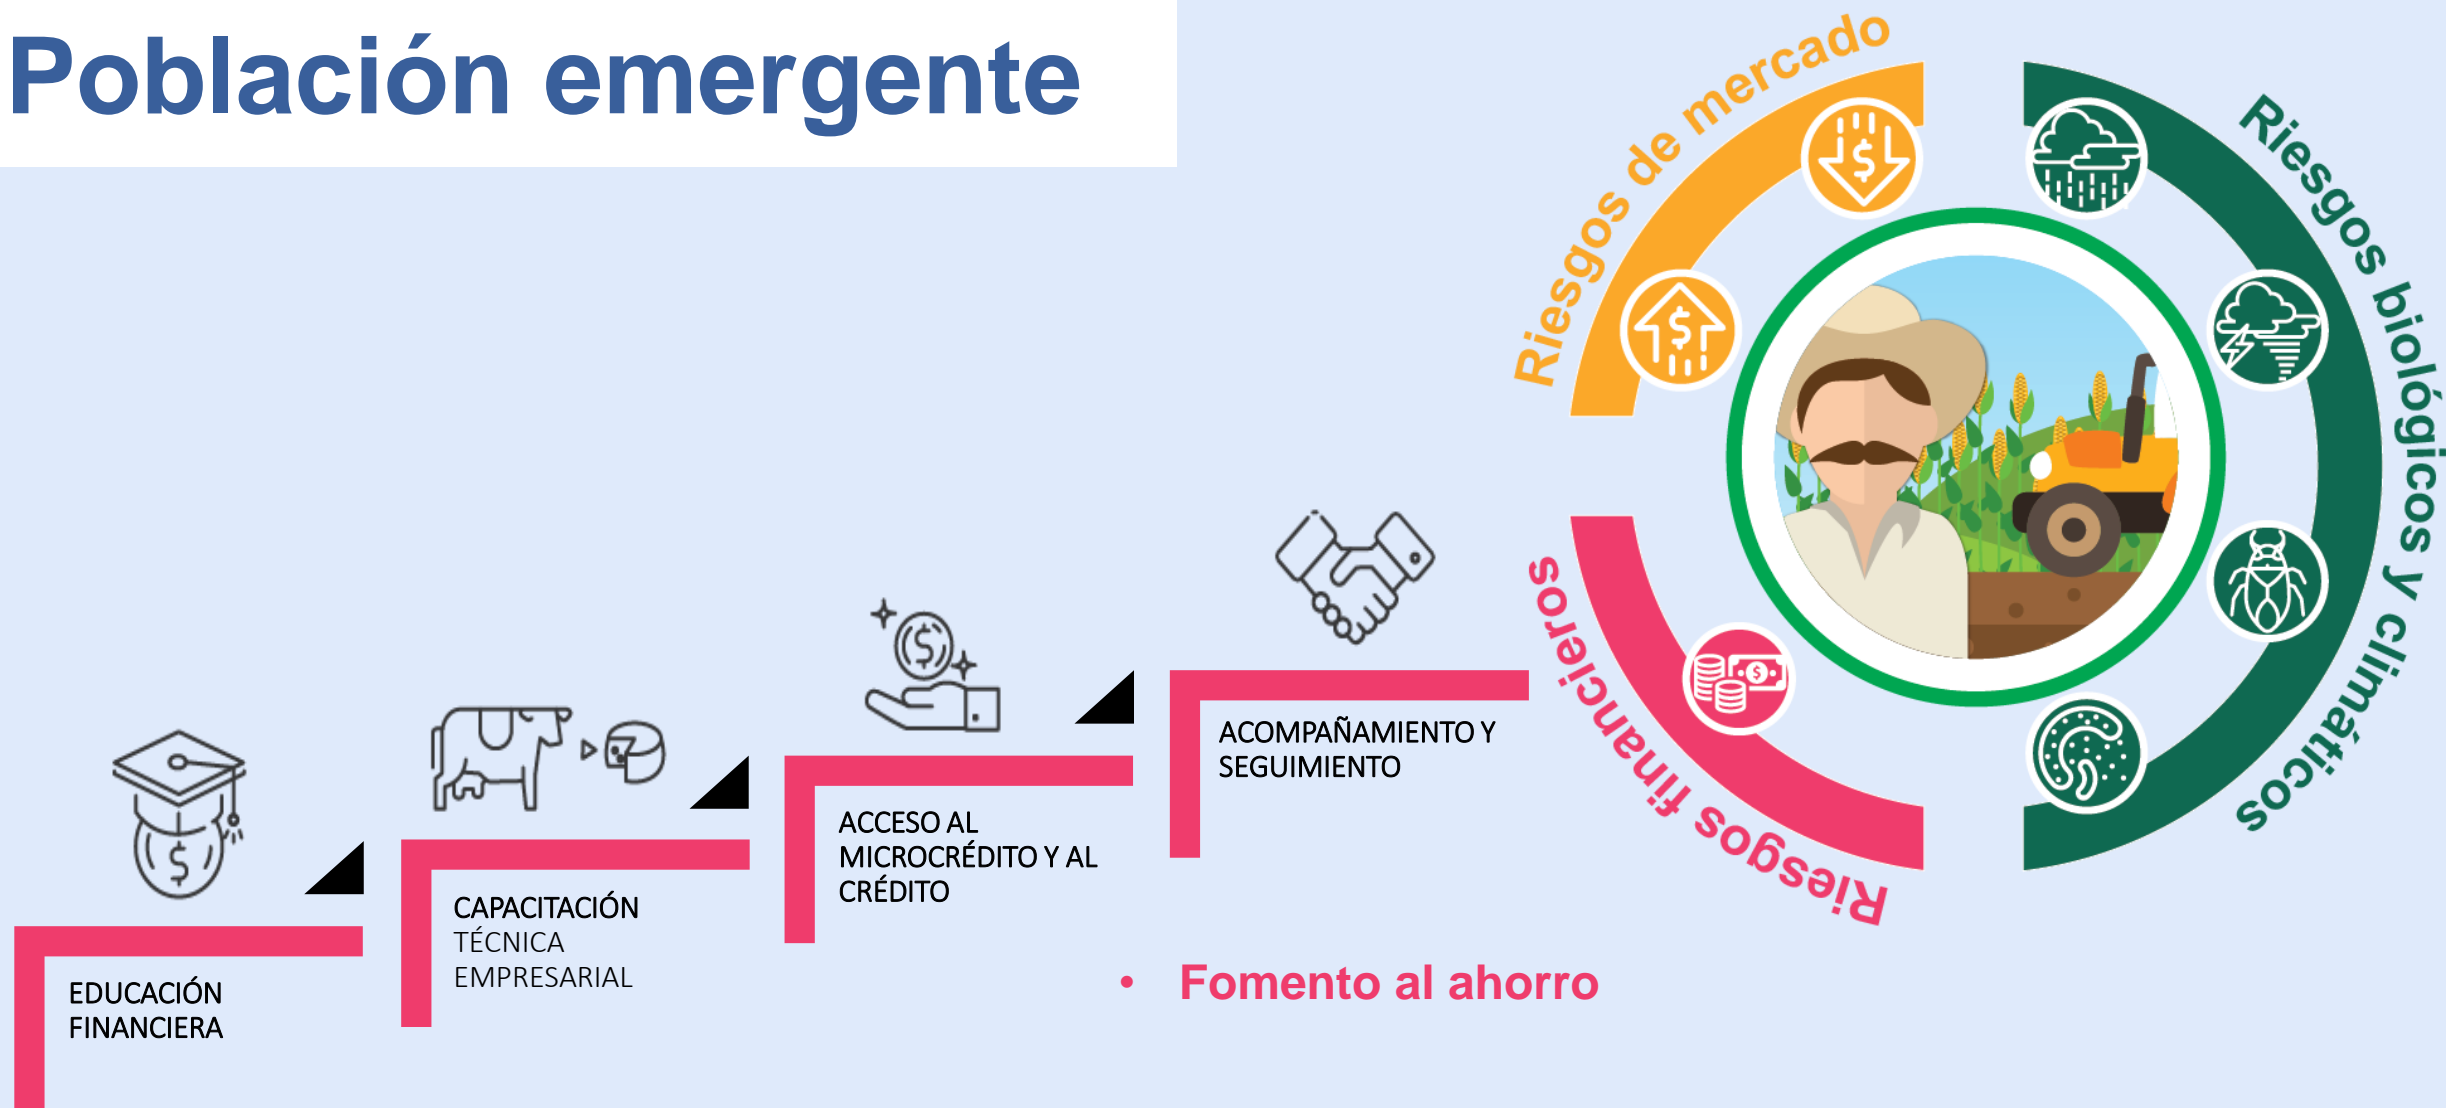 Población emergente
Riesgos de mercado
Riesgos biológicos y climáticos
Riesgos financieros
EDUCACIÓN
FINANCIERA
CAPACITACIÓN
TÉCNICA
EMPRESARIAL
ACCESO AL
MICROCRÉDITO Y AL
CRÉDITO
ACOMPAÑAMIENTO Y
SEGUIMIENTO
• Fomento al ahorro